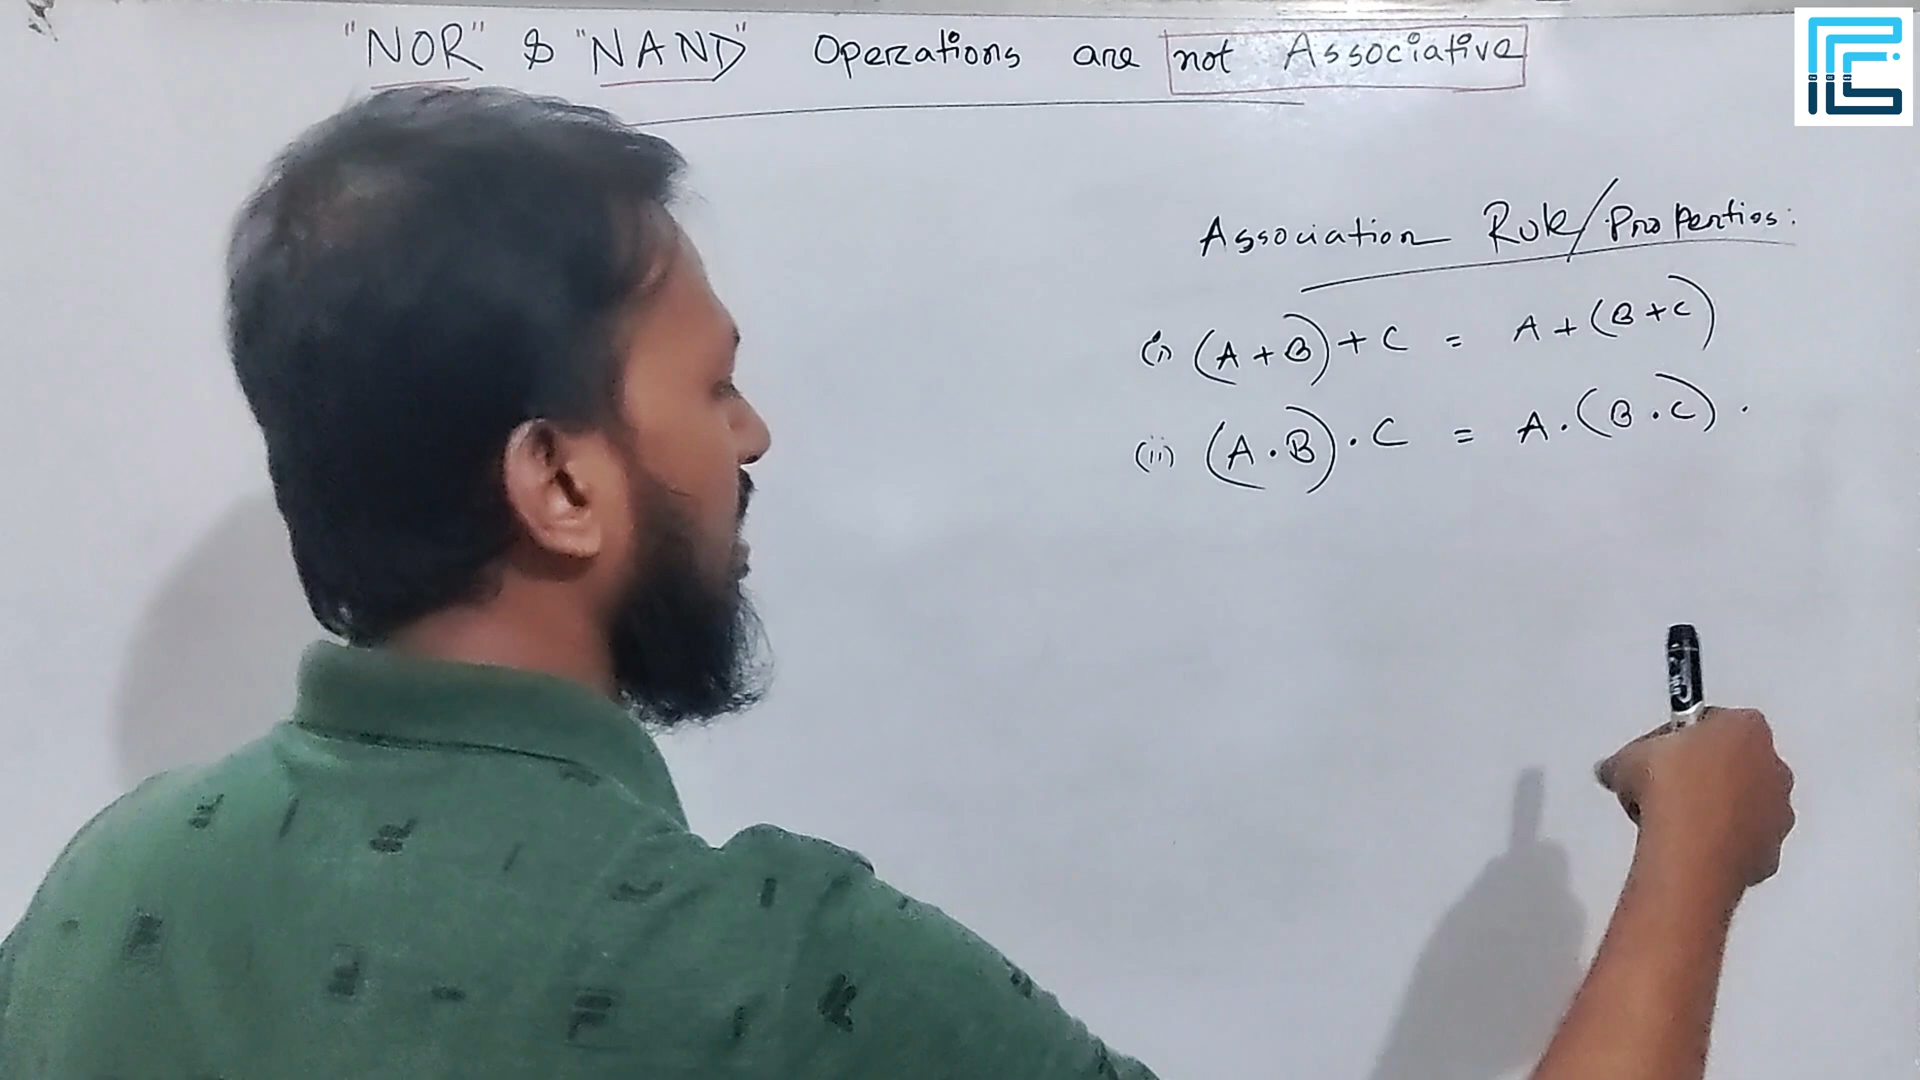 "NOR" & "NAND" Operations are not Associative
Association Rule/Properties:
(i) (A + B) + C = A + (B + C)
(ii) (A . B) . C = A . (B . C) .